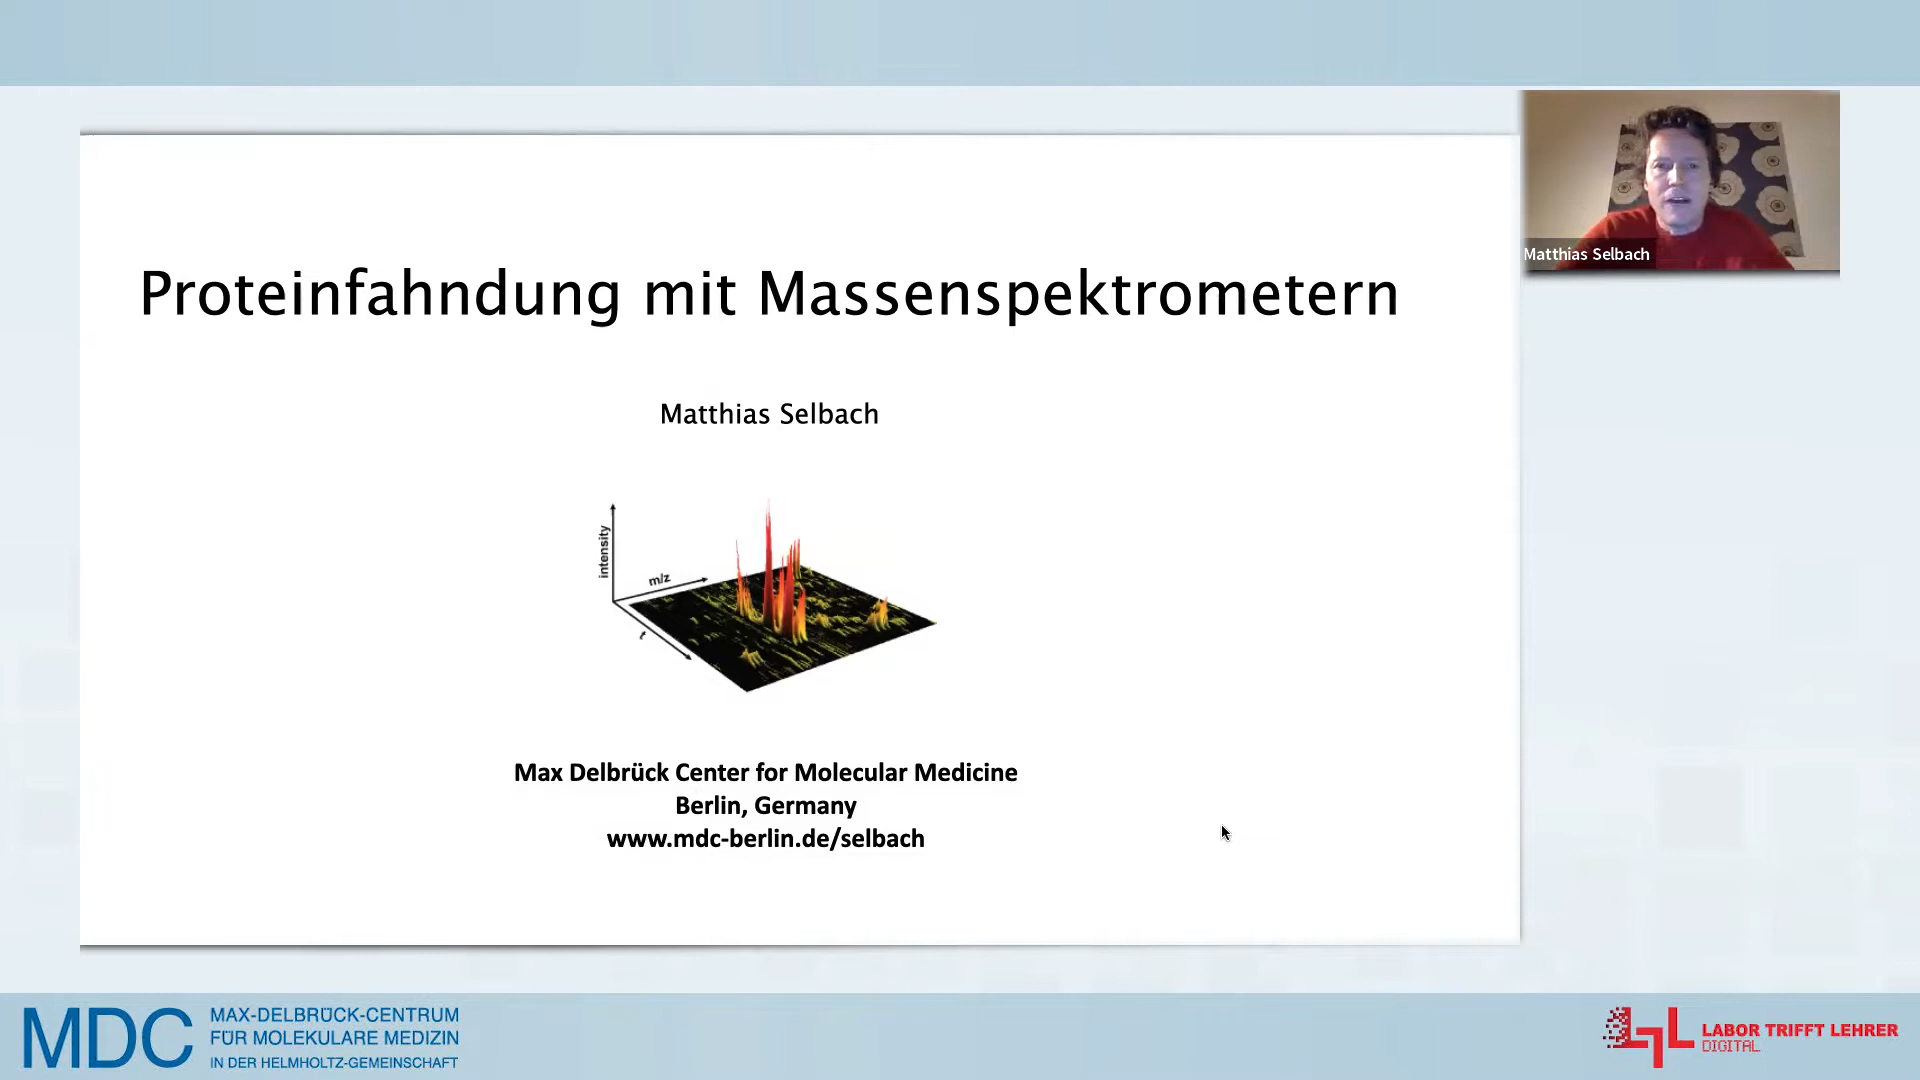 Proteinfahndung mit Massenspektrometern
Matthias Selbach
intensity
m/z
t
Max Delbrück Center for Molecular Medicine
Berlin, Germany
www.mdc-berlin.de/selbach
Matthias Selbach
MDC
MAX-DELBRÜCK-CENTRUM
FÜR MOLEKULARE MEDIZIN
IN DER HELMHOLTZ-GEMEINSCHAFT
LTL
LABOR TRIFFT LEHRER
DIGITAL